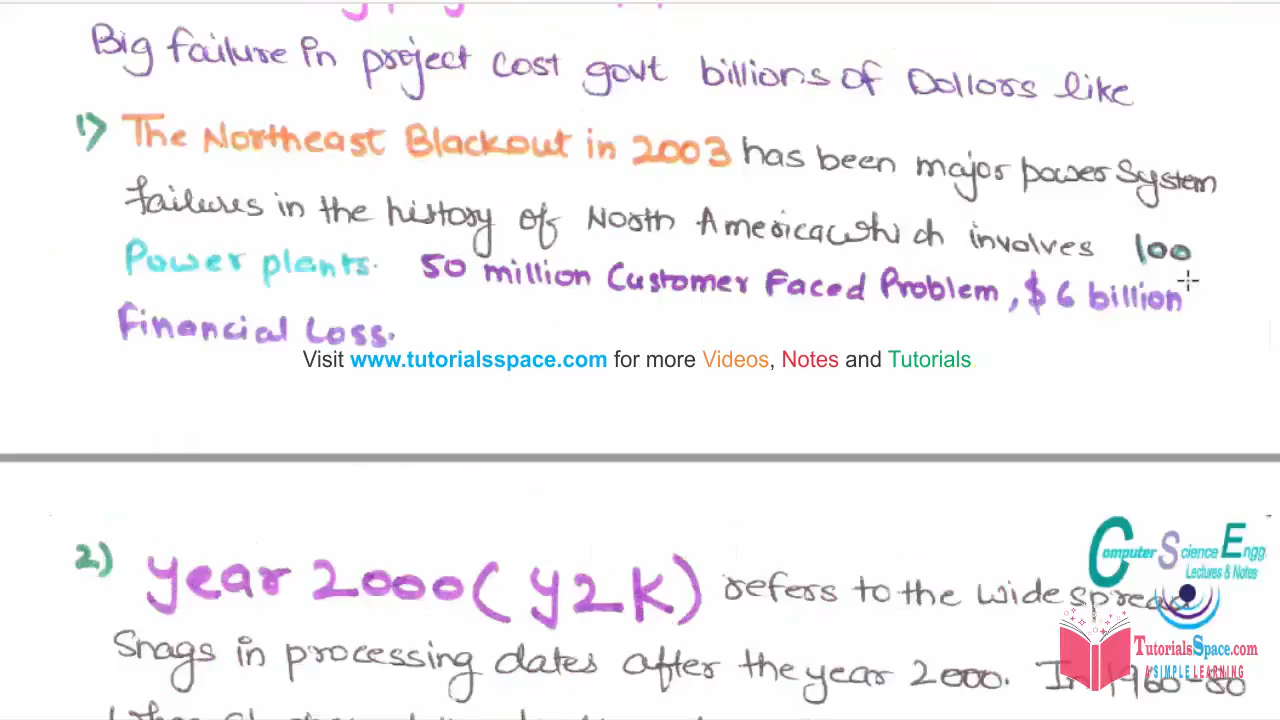 Big failure in project cost govt billions of Dollors like
1) The Northeast Blackout in 2003 has been major power System
failures in the history of North America which involves 100
Power plants. 50 million Customer Faced Problem, $ 6 billion
Financial Loss.
Visit www.tutorialsspace.com for more Videos, Notes and Tutorials.
2) Year 2000 (Y2K) refers to the widespread
Snags in processing dates after the year 2000. In 1960-80
Computer Science Engg
Lectures & Notes
TutorialsSpace.com
A SIMPLE LEARNING